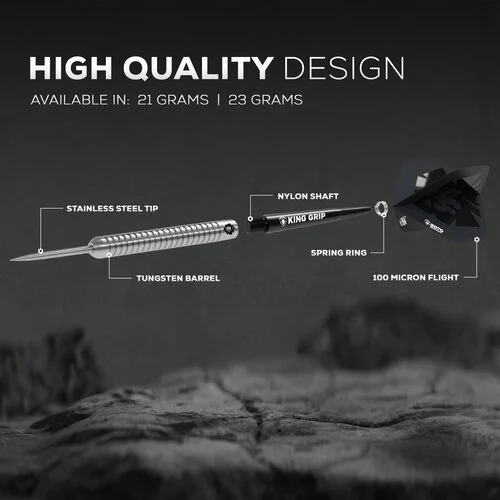 HIGH QUALITY DESIGN
AVAILABLE IN: 21 GRAMS | 23 GRAMS
NYLON SHAFT
STAINLESS STEEL TIP
KING GRIP
SPRING RING
TUNGSTEN BARREL
100 MICRON FLIGHT